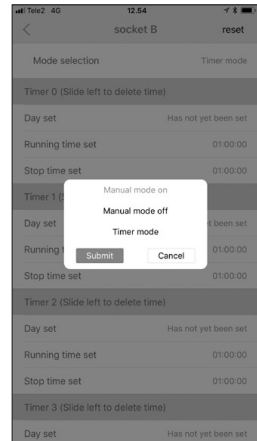 Tele2 4G 12.54
socket B reset
Mode selection Timer mode
Timer 0 (Slide left to delete time)
Day set Has not yet been set
Running time set 01:00:00
Stop time set 01:00:00
Timer 1 (
Day set t been set
Running t 01:00:00
Stop time set 01:00:00
Manual mode on
Manual mode off
Timer mode
Submit Cancel
Timer 2 (Slide left to delete time)
Day set Has not yet been set
Running time set 01:00:00
Stop time set 01:00:00
Timer 3 (Slide left to delete time)
Day set Has not yet been set